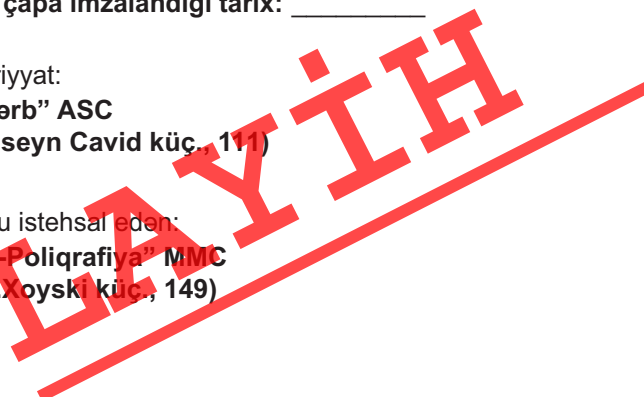 çapa imzalandığı tarix: _________
iyyat:
ərb” ASC
seyn Cavid küç., 111)
u istehsal edən:
-Poliqrafiya” MMC
.Xoyski küç., 149)
LAYİH